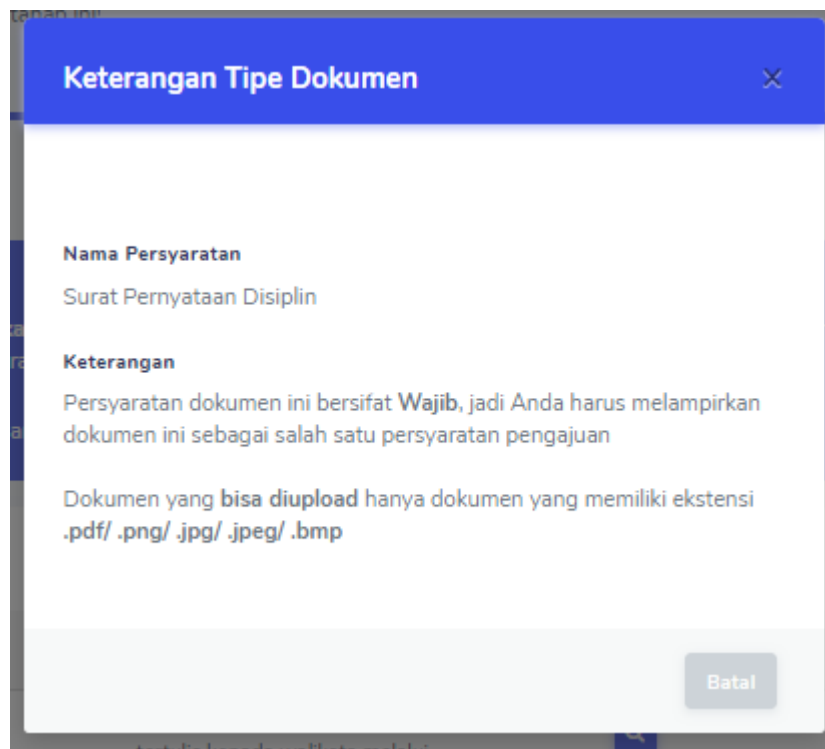 tahap ini!
Keterangan Tipe Dokumen
Nama Persyaratan
Surat Pernyataan Disiplin
Keterangan
Persyaratan dokumen ini bersifat Wajib, jadi Anda harus melampirkan
dokumen ini sebagai salah satu persyaratan pengajuan
Dokumen yang bisa diupload hanya dokumen yang memiliki ekstensi
.pdf/ .png/ .jpg/ .jpeg/ .bmp
Batal